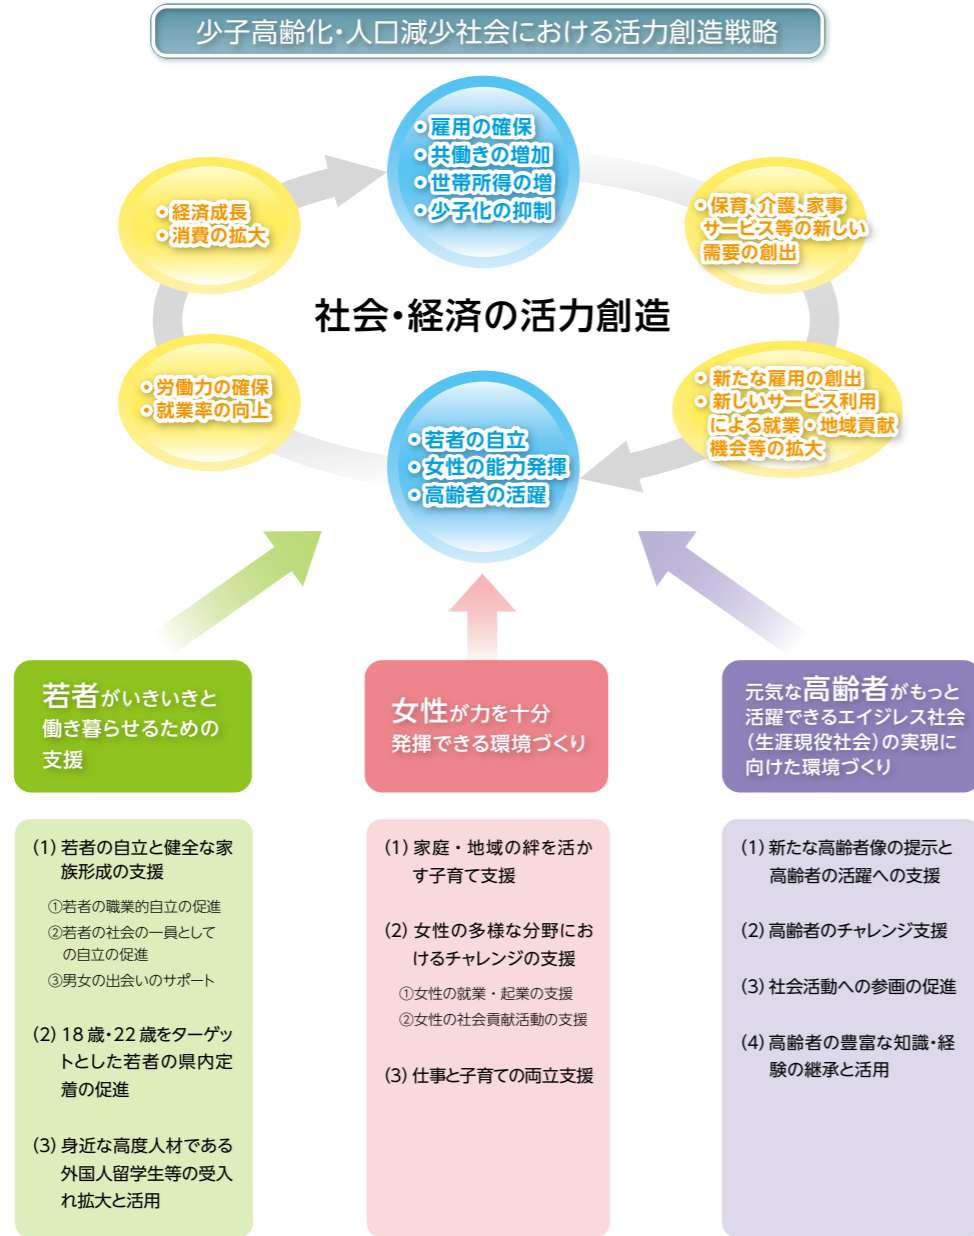 少子高齢化・人口減少社会における活力創造戦略
・雇用の確保
・共働きの増加
・世帯所得の増
・少子化の抑制
・経済成長
・消費の拡大
・保育、介護、家事
サービス等の新しい
需要の創出
社会・経済の活力創造
・労働力の確保
・就業率の向上
・新たな雇用の創出
・新しいサービス利用
による就業・地域貢献
機会等の拡大
・若者の自立
・女性の能力発揮
・高齢者の活躍
若者がいきいきと
働き暮らせるための
支援
(1) 若者の自立と健全な家
族形成の支援
①若者の職業的自立の促進
②若者の社会の一員として
の自立の促進
③男女の出会いのサポート
(2) 18歳・22歳をターゲッ
トとした若者の県内定
着の促進
(3) 身近な高度人材である
外国人留学生等の受入
れ拡大と活用
女性が力を十分
発揮できる環境づくり
(1) 家庭・地域の絆を活か
す子育て支援
(2) 女性の多様な分野にお
けるチャレンジの支援
①女性の就業・起業の支援
②女性の社会貢献活動の支援
(3) 仕事と子育ての両立支援
元気な高齢者がもっと
活躍できるエイジレス社会
(生涯現役社会)の実現に
向けた環境づくり
(1) 新たな高齢者像の提示と
高齢者の活躍への支援
(2) 高齢者のチャレンジ支援
(3) 社会活動への参画の促進
(4) 高齢者の豊富な知識・経
験の継承と活用